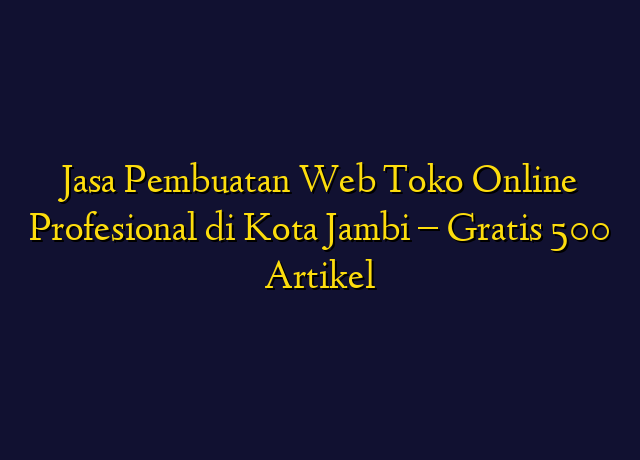 Jasa Pembuatan Web Toko Online
Profesional di Kota Jambi – Gratis 500
Artikel